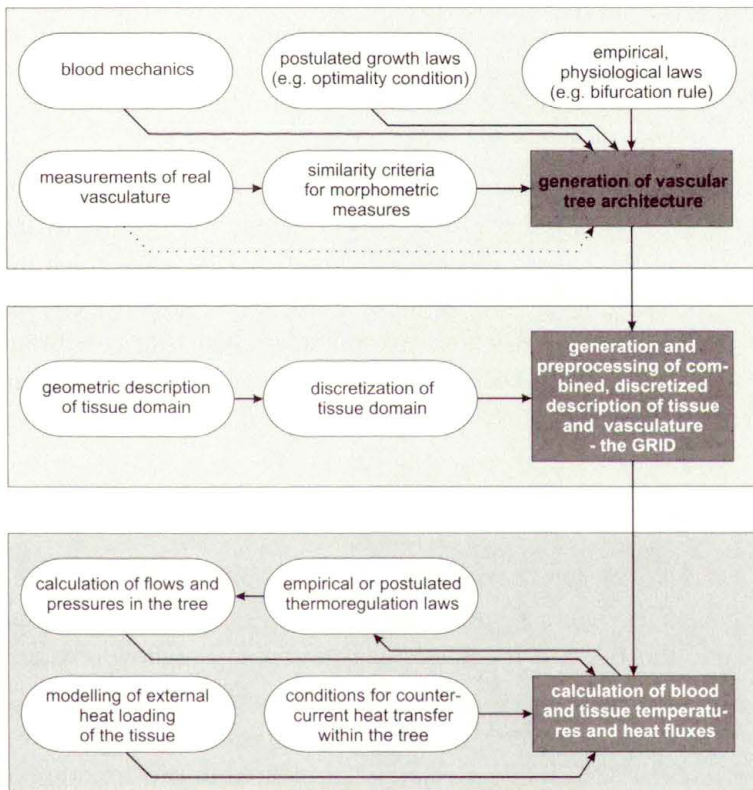 blood mechanics
postulated growth laws
(e.g. optimality condition)
empirical,
physiological laws
(e.g. bifurcation rule)
measurements of real
vasculature
similarity criteria
for morphometric
measures
generation of vascular
tree architecture
geometric description
of tissue domain
discretization of
tissue domain
generation and
preprocessing of com-
bined, discretized
description of tissue
and vasculature
- the GRID
calculation of flows and
pressures in the tree
empirical or postulated
thermoregulation laws
modelling of external
heat loading
of the tissue
conditions for counter-
current heat transfer
within the tree
calculation of blood
and tissue temperatu-
res and heat fluxes